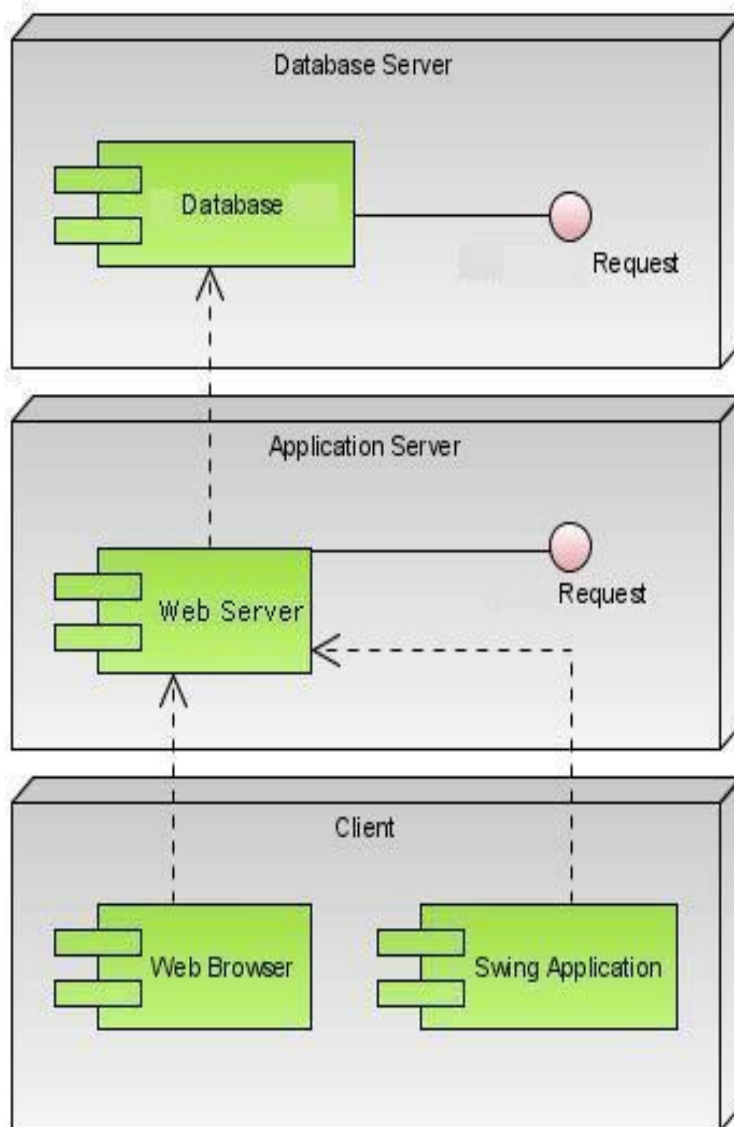 Database Server
Database
Request
Application Server
Web Server
Request
Client
Web Browser
Swing Application